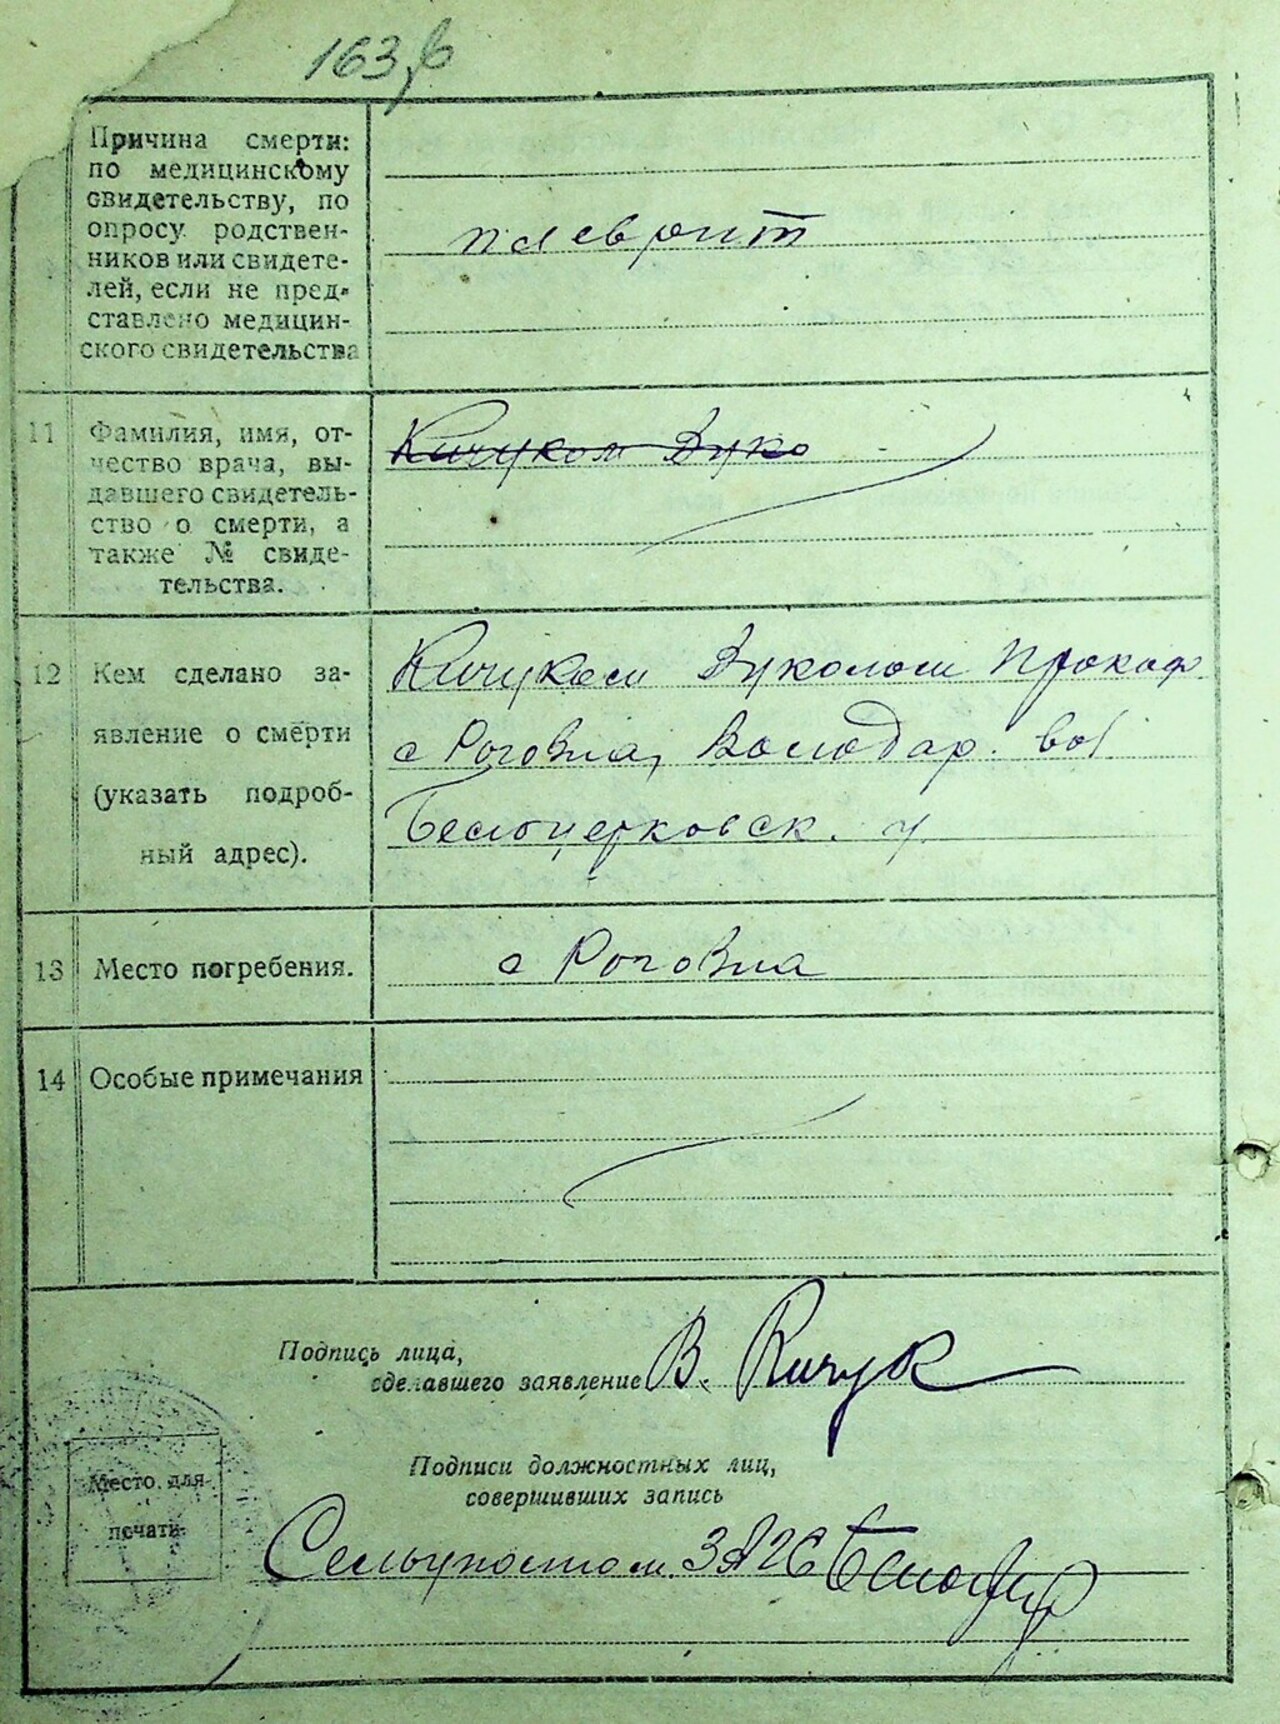 163
Причина смерти:
по медицинскому
свидетельству, по
опросу родствен-
ников или свидете-
лей, если не пред-
ставлено медицин-
ского свидетельства
плеврит
11
Фамилия, имя, от-
чество врача, вы-
давшего свидетель-
ство о смерти, а
также № свиде-
тельства.
Кичуком Вуко
12
Кем сделано за-
явление о смерти
(указать подроб-
ный адрес).
Кичуком Вуколом Прокоф.
с Роговка, Володар. вол
Белоцерковск. у.
13
Место погребения.
с Роговка
14
Особые примечания
Подпись лица,
сделавшего заявление В. Кичук
Подписи должностных лиц,
совершивших запись
Место для
печати